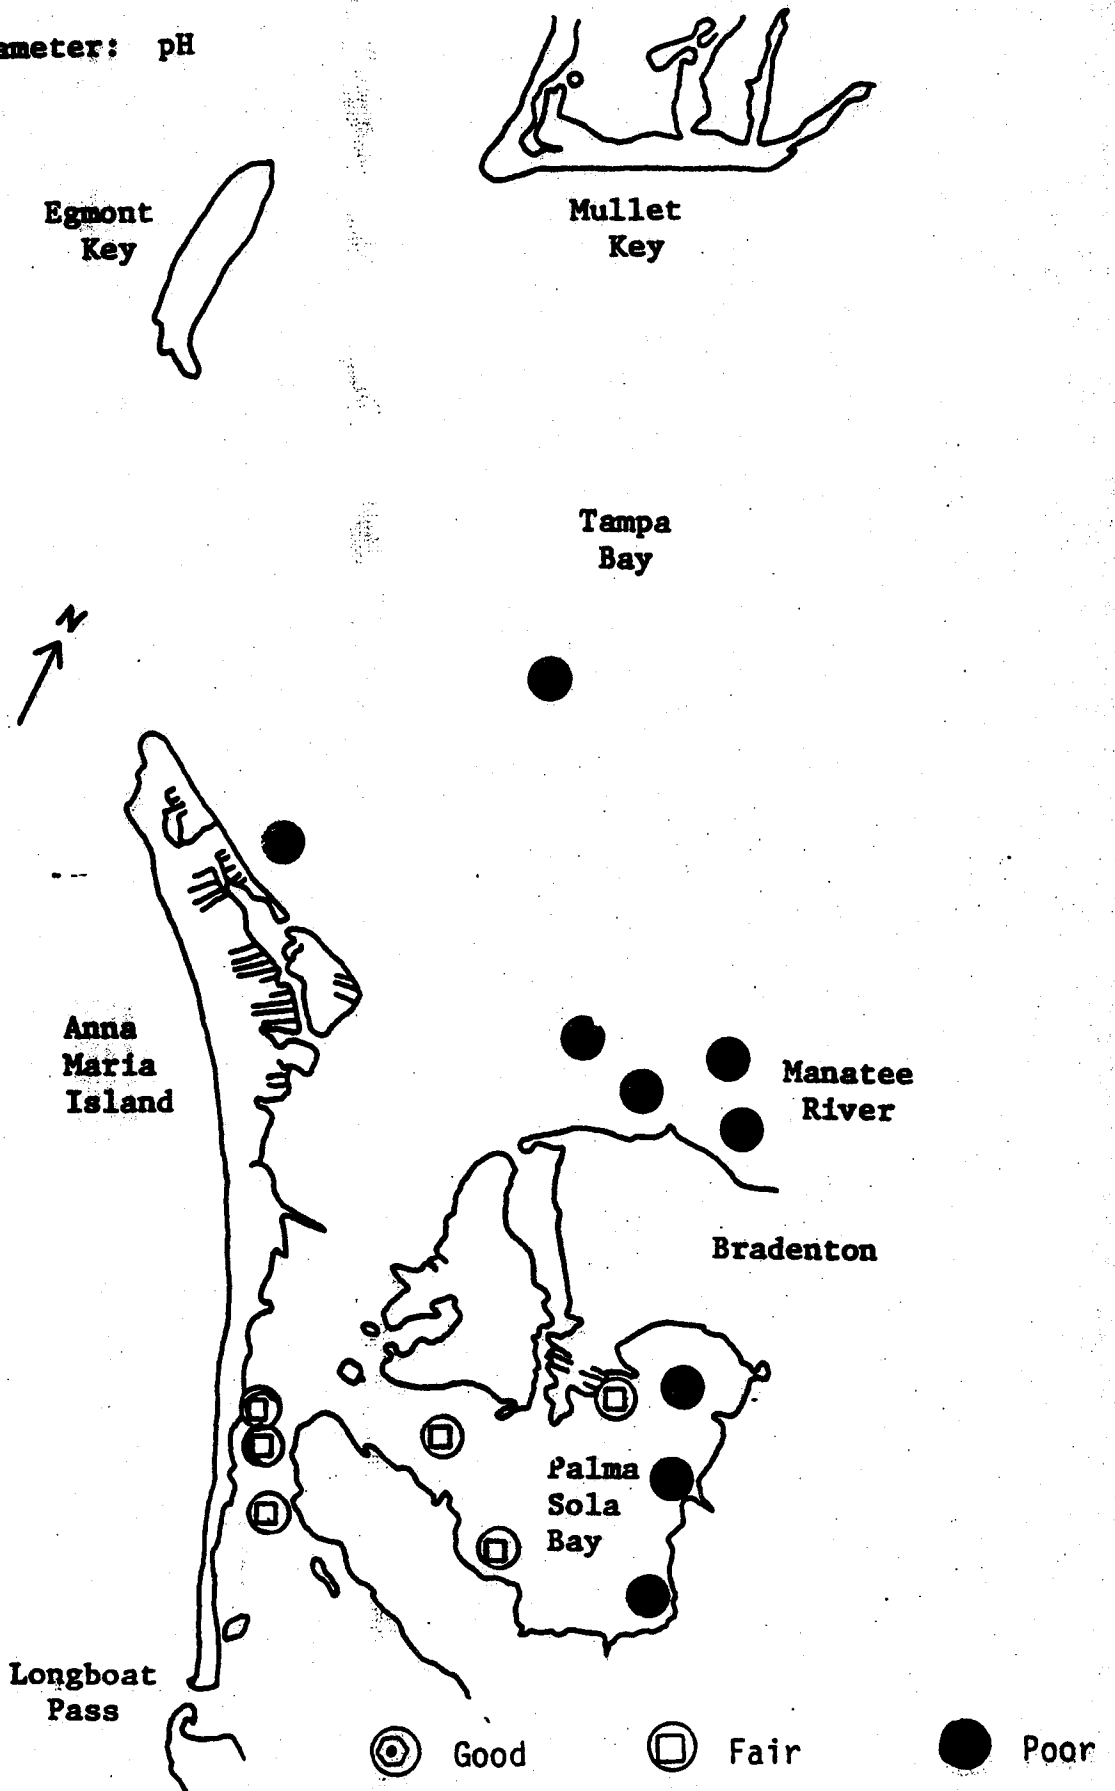 ameter: pH
Egmont
Key
Mullet
Key
Tampa
Bay
N
Anna
Maria
Island
Manatee
River
Bradenton
Palma
Sola
Bay
Longboat
Pass
Good
Fair
Poor